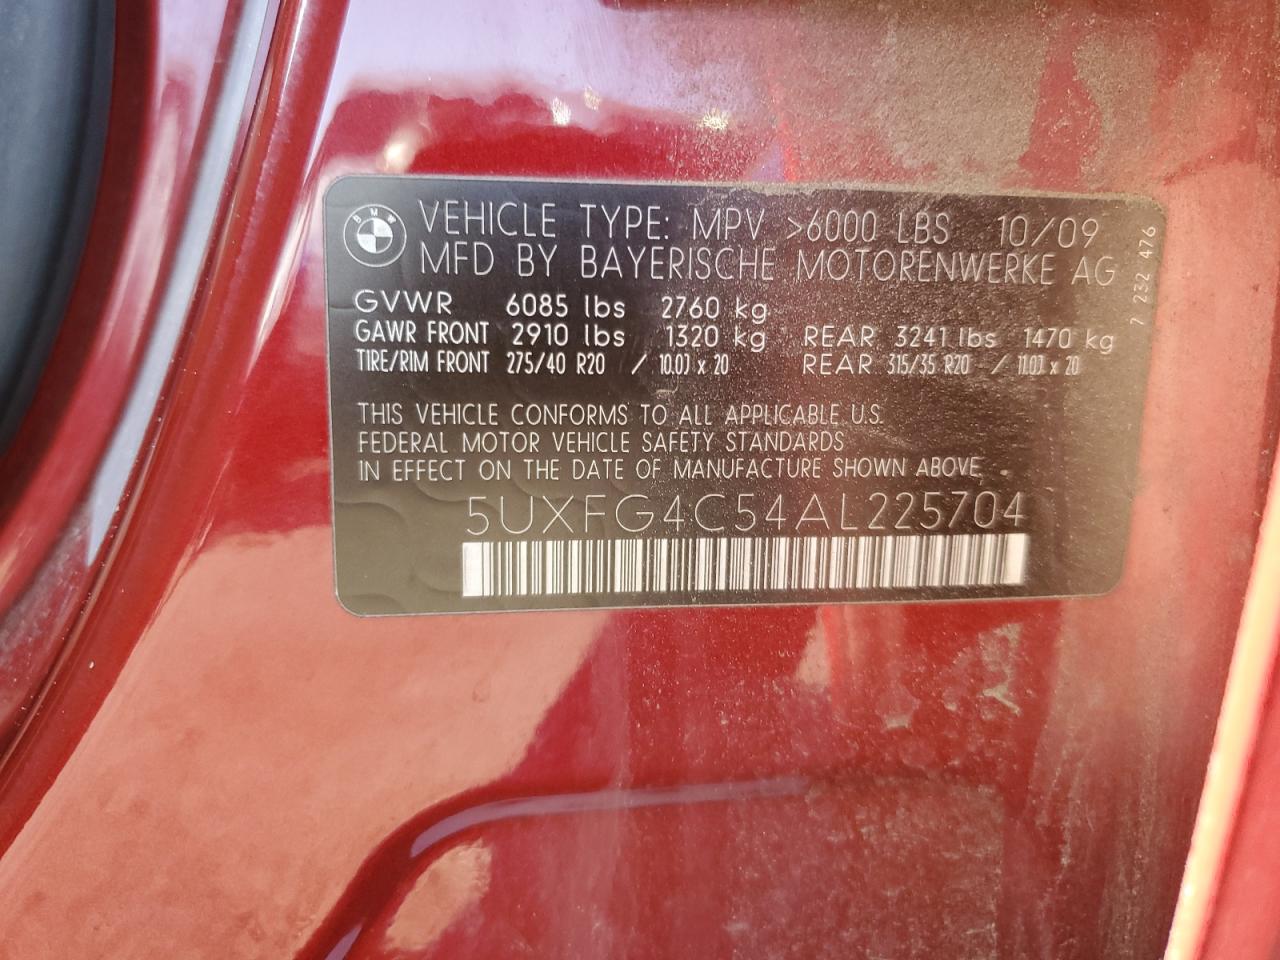 BMW
VEHICLE TYPE: MPV >6000 LBS 10/09
MFD BY BAYERISCHE MOTORENWERKE AG
GVWR 6085 lbs 2760 kg
GAWR FRONT 2910 lbs 1320 kg REAR 3241 lbs 1470 kg
TIRE/RIM FRONT 275/40 R20 / 10.0J x 20 REAR 315/35 R20 / 11.0J x 20
THIS VEHICLE CONFORMS TO ALL APPLICABLE U.S.
FEDERAL MOTOR VEHICLE SAFETY STANDARDS
IN EFFECT ON THE DATE OF MANUFACTURE SHOWN ABOVE
5UXFG4C54AL225704
7 232 476